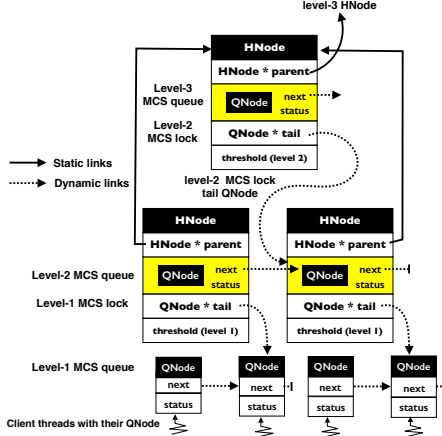 level-3 HNode
HNode
HNode * parent
Level-3
MCS queue
QNode
next
status
Level-2
MCS lock
QNode * tail
threshold (level 2)
Static links
Dynamic links
level-2 MCS lock
tail QNode
HNode
HNode
HNode * parent
HNode * parent
Level-2 MCS queue
QNode
next
status
QNode
next
status
Level-1 MCS lock
QNode * tail
QNode * tail
threshold (level 1)
threshold (level 1)
Level-1 MCS queue
QNode
QNode
QNode
QNode
next
next
next
next
status
status
status
status
Client threads with their QNode